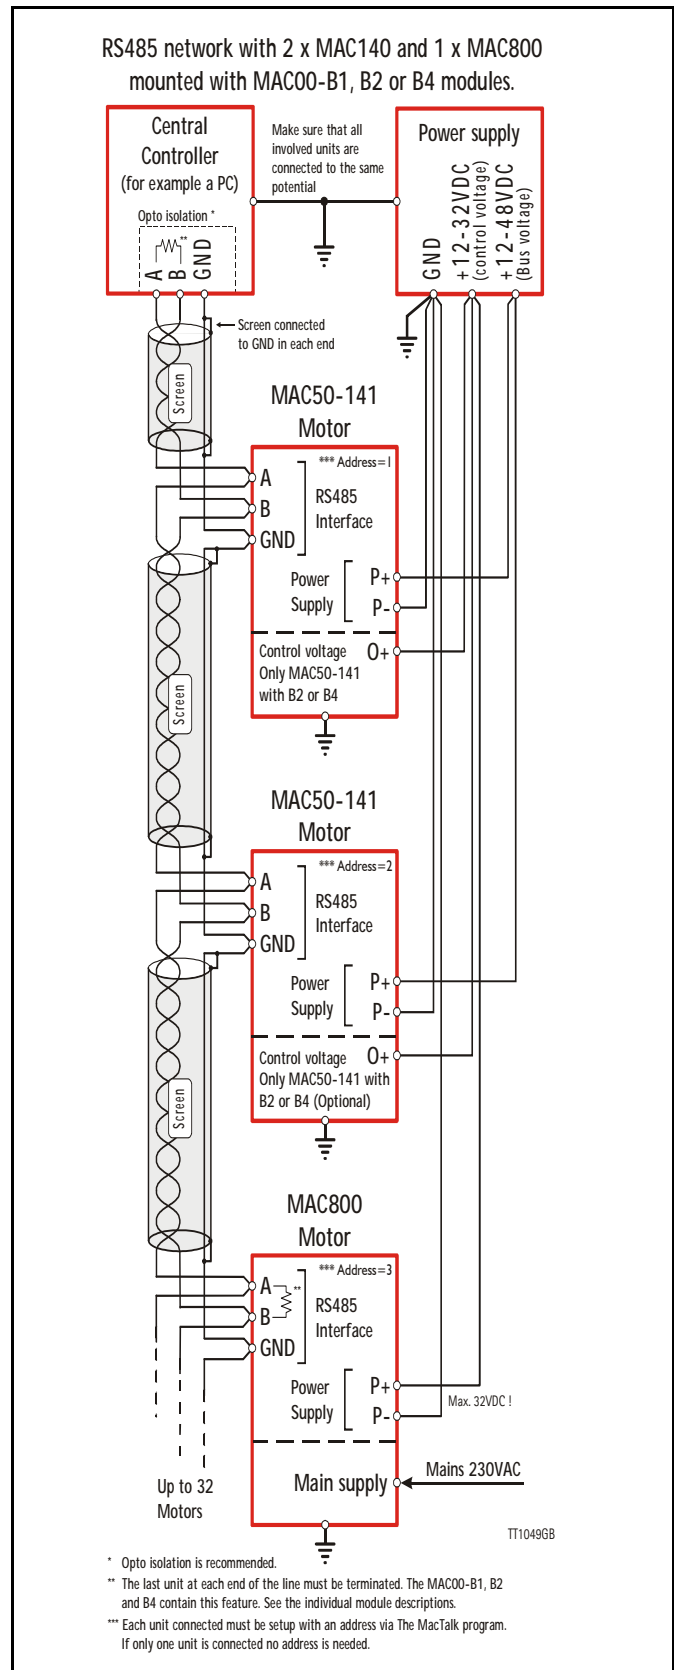 RS485 network with 2 x MAC140 and 1 x MAC800
mounted with MAC00-B1, B2 or B4 modules.
Central
Controller
(for example a PC)
Opto isolation *
**
A
B
GND
Make sure that all
involved units are
connected to the same
potential
Power supply
GND
+12-32VDC
(control voltage)
+12-48VDC
(Bus voltage)
Screen connected
to GND in each end
Screen
MAC50-141
Motor
*** Address=1
A
B
GND
RS485
Interface
Power
Supply
P+
P-
Control voltage
Only MAC50-141
with B2 or B4
O+
Screen
MAC50-141
Motor
*** Address=2
A
B
GND
RS485
Interface
Power
Supply
P+
P-
Control voltage
Only MAC50-141 with
B2 or B4 (Optional)
O+
Screen
MAC800
Motor
*** Address=3
A
B
GND
**
RS485
Interface
Power
Supply
P+
P-
Max. 32VDC !
Main supply
Mains 230VAC
Up to 32
Motors
TT1049GB
* Opto isolation is recommended.
** The last unit at each end of the line must be terminated. The MAC00-B1, B2
and B4 contain this feature. See the individual module descriptions.
*** Each unit connected must be setup with an address via The MacTalk program.
If only one unit is connected no address is needed.